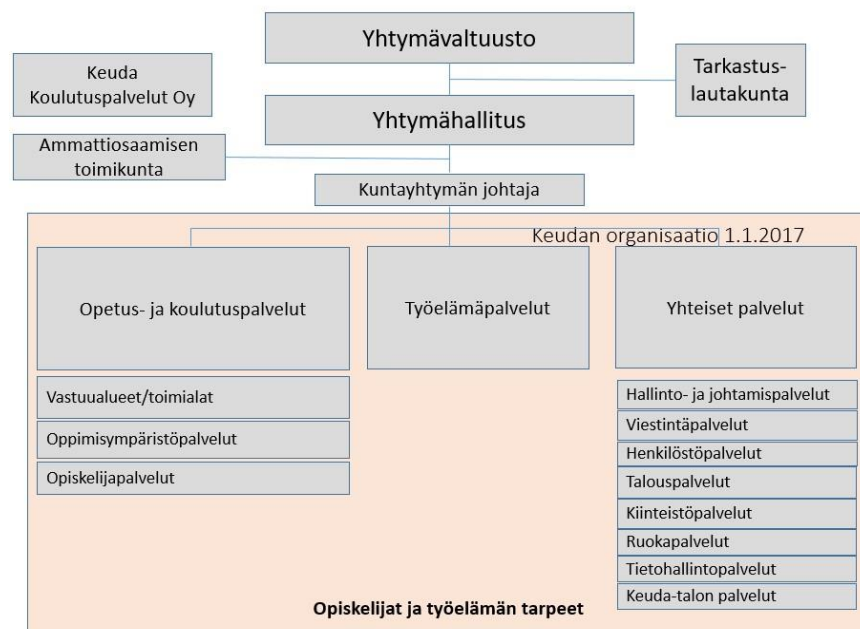 Yhtymävaltuusto
Keuda
Koulutuspalvelut Oy
Tarkastus-
lautakunta
Yhtymähallitus
Ammattiosaamisen
toimikunta
Kuntayhtymän johtaja
Keudan organisaatio 1.1.2017
Opetus- ja koulutuspalvelut
Työelämäpalvelut
Yhteiset palvelut
Vastuualueet/toimialat
Oppimisympäristöpalvelut
Opiskelijapalvelut
Hallinto- ja johtamispalvelut
Viestintäpalvelut
Henkilöstöpalvelut
Talouspalvelut
Kiinteistöpalvelut
Ruokapalvelut
Tietohallintopalvelut
Keuda-talon palvelut
Opiskelijat ja työelämän tarpeet